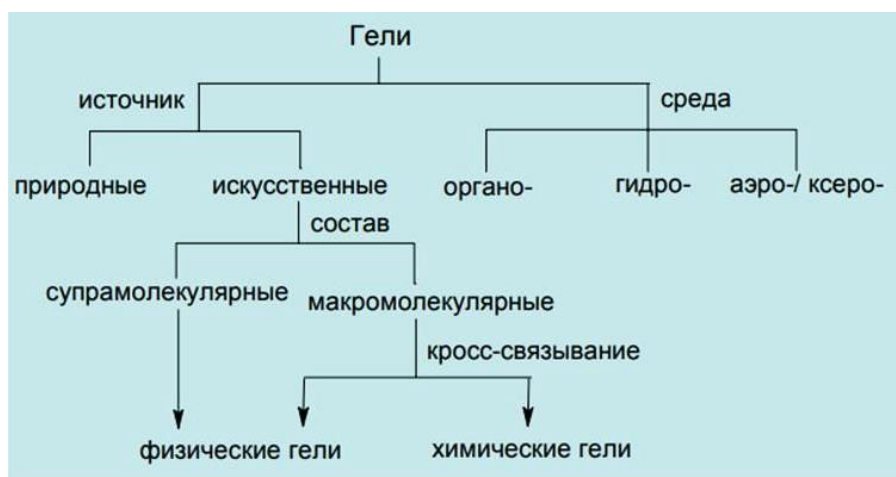 Гели
источник
среда
природные
искусственные
органо-
гидро-
аэро-/ ксеро-
состав
супрамолекулярные
макромолекулярные
кросс-связывание
физические гели
химические гели